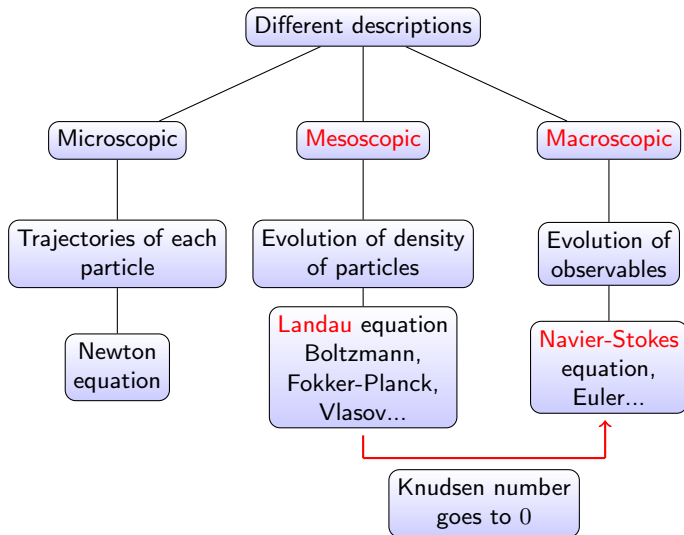 Different descriptions
Microscopic
Mesoscopic
Macroscopic
Trajectories of each
particle
Evolution of density
of particles
Evolution of
observables
Newton
equation
Landau equation
Boltzmann,
Fokker-Planck,
Vlasov...
Navier-Stokes
equation,
Euler...
Knudsen number
goes to 0